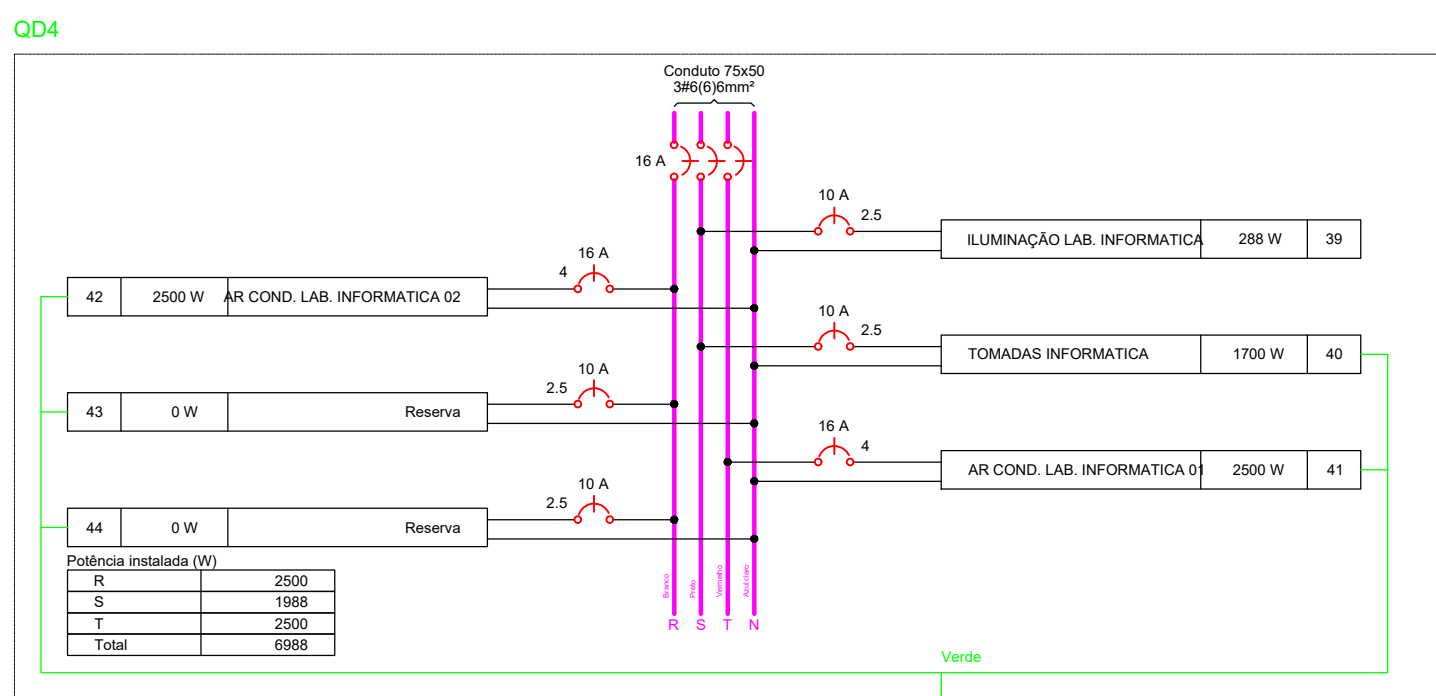 QD4
Conduto 75x50
3#6(6)6mm²
16 A
10 A
2.5
ILUMINAÇÃO LAB. INFORMATICA 288 W 39
16 A
4
42 2500 W AR COND. LAB. INFORMATICA 02
10 A
2.5
TOMADAS INFORMATICA 1700 W 40
10 A
2.5
43 0 W Reserva
16 A
4
AR COND. LAB. INFORMATICA 01 2500 W 41
10 A
2.5
44 0 W Reserva
Potência instalada (W)
R 2500
S 1988
T 2500
Total 6988
Branco
Preto
Vermelho
Azul claro
R S T N
Verde